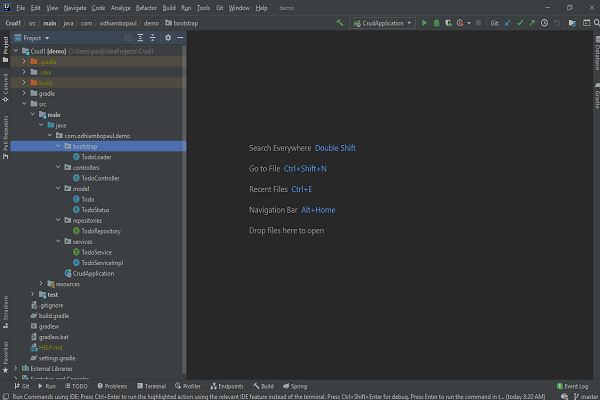 File Edit View Navigate Code Analyze Refactor Build Run Tools Git Window Help demo
Crud1 src main java com odhiambopaul demo bootstrap CrudApplication Git:
Project
Crud1 [demo] C:\Users\paulj\IdeaProjects\Crud1
.gradle
.idea
build
gradle
src
main
java
com.odhiambopaul.demo
bootstrap
TodoLoader
controllers
TodoController
model
Todo
TodoStatus
repositories
TodoRepository
services
TodoService
TodoServiceImpl
CrudApplication
resources
test
.gitignore
build.gradle
gradlew
gradlew.bat
HELP.md
settings.gradle
External Libraries
Scratches and Consoles
Project
Commit
Pull Requests
Structure
Favorites
Search Everywhere Double Shift
Go to File Ctrl+Shift+N
Recent Files Ctrl+E
Navigation Bar Alt+Home
Drop files here to open
Database
Gradle
Git Run TODO Problems Terminal Profiler Endpoints Build Spring Event Log
Run Commands using IDE: Press Ctrl+Enter to run the highlighted action using the relevant IDE feature instead of the terminal. Press Ctrl+Shift+Enter for debug. Press Enter to run the command in t... (today 8:20 AM) master